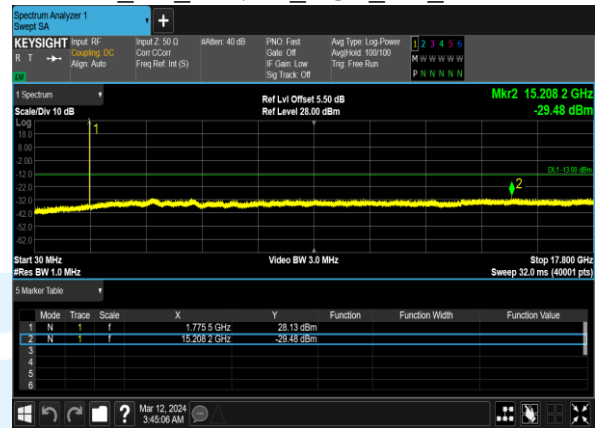 Spectrum Analyzer 1
Swept SA
+
KEYSIGHT Input: RF Input Z: 50 Ω #Atten: 40 dB PNO: Fast Avg Type: Log-Power 1 2 3 4 5 6
R T Coupling: DC Corr CCorr Gate: Off Avg|Hold: 100/100 M W W W W W
Align: Auto Freq Ref: Int (S) IF Gain: Low Trig: Free Run
Sig Track: Off P N N N N N
LVI
1 Spectrum Ref Lvl Offset 5.50 dB Mkr2 15.208 2 GHz
Scale/Div 10 dB Ref Level 28.00 dBm -29.48 dBm
Log
1
18.0
8.00
-2.00
-12.0 DL1 -13.00 dBm
-22.0 2
-32.0
-42.0
-52.0
-62.0
Start 30 MHz Video BW 3.0 MHz Stop 17.800 GHz
#Res BW 1.0 MHz Sweep 32.0 ms (40001 pts)
5 Marker Table
Mode Trace Scale X Y Function Function Width Function Value
1 N 1 f 1.775 5 GHz 28.13 dBm
2 N 1 f 15.208 2 GHz -29.48 dBm
3
4
5
6
? Mar 12, 2024
3:45:06 AM